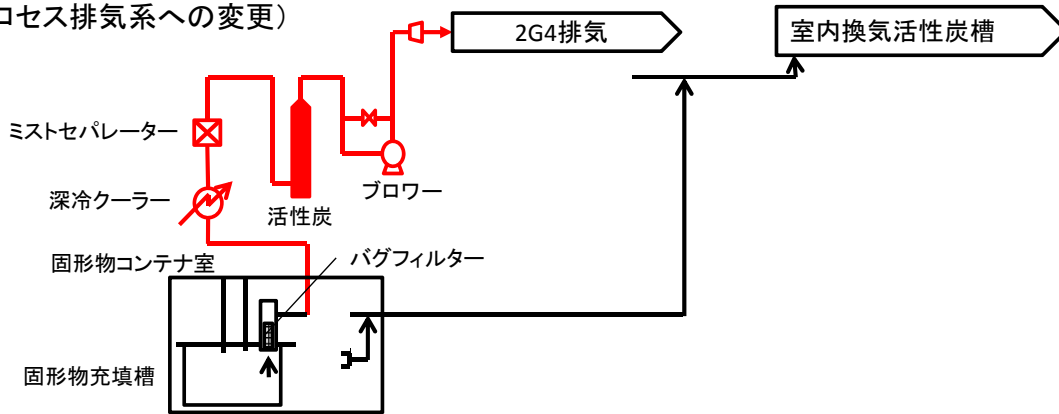 ロセス排気系への変更）
2G4排気
室内換気活性炭槽
ミストセパレーター
深冷クーラー
活性炭
ブロワー
固形物コンテナ室
バグフィルター
固形物充填槽